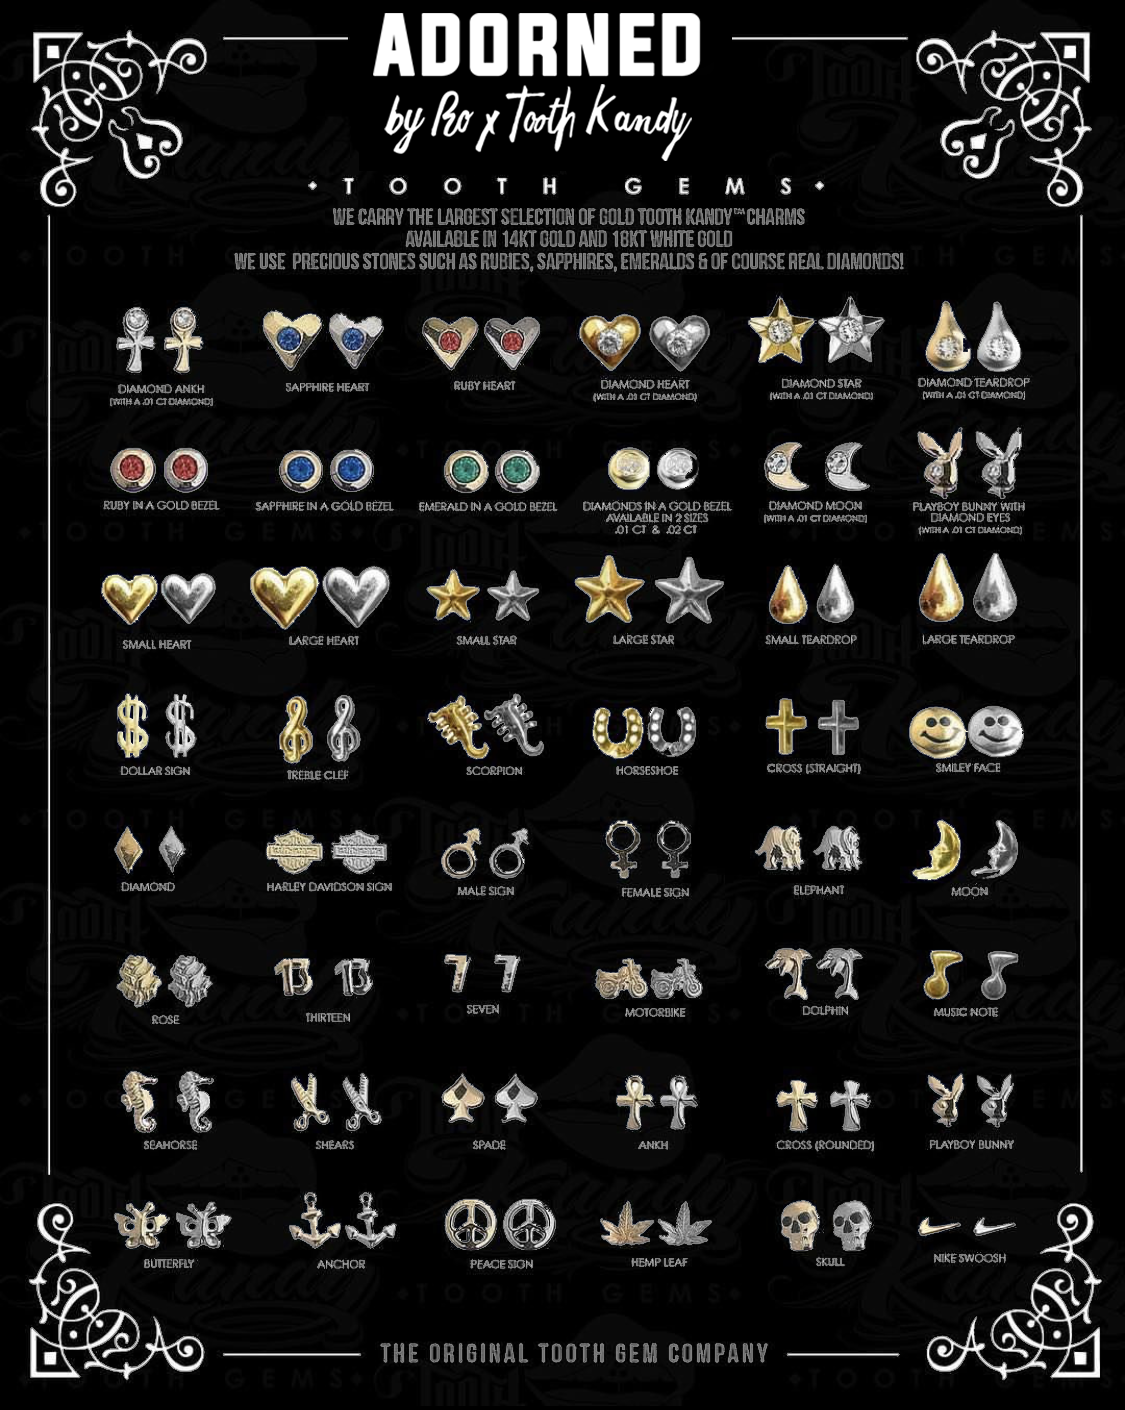 ADORNED
by Ro x Tooth Kandy
• TOOTH GEMS •
WE CARRY THE LARGEST SELECTION OF GOLD TOOTH KANDY™ CHARMS
AVAILABLE IN 14KT GOLD AND 18KT WHITE GOLD
WE USE PRECIOUS STONES SUCH AS RUBIES, SAPPHIRES, EMERALDS & OF COURSE REAL DIAMONDS!
DIAMOND ANKH
(WITH A .01 CT DIAMOND)
SAPPHIRE HEART
RUBY HEART
DIAMOND HEART
(WITH A .03 CT DIAMOND)
DIAMOND STAR
(WITH A .01 CT DIAMOND)
DIAMOND TEARDROP
(WITH A .01 CT DIAMOND)
RUBY IN A GOLD BEZEL
SAPPHIRE IN A GOLD BEZEL
EMERALD IN A GOLD BEZEL
DIAMONDS IN A GOLD BEZEL
AVAILABLE IN 2 SIZES
.01 CT & .02 CT
DIAMOND MOON
(WITH A .01 CT DIAMOND)
PLAYBOY BUNNY WITH
DIAMOND EYES
(WITH A .01 CT DIAMOND)
SMALL HEART
LARGE HEART
SMALL STAR
LARGE STAR
SMALL TEARDROP
LARGE TEARDROP
DOLLAR SIGN
TREBLE CLEF
SCORPION
HORSESHOE
CROSS (STRAIGHT)
SMILEY FACE
DIAMOND
HARLEY DAVIDSON SIGN
MALE SIGN
FEMALE SIGN
ELEPHANT
MOON
ROSE
THIRTEEN
SEVEN
MOTORBIKE
DOLPHIN
MUSIC NOTE
SEAHORSE
SHEARS
SPADE
ANKH
CROSS (ROUNDED)
PLAYBOY BUNNY
BUTTERFLY
ANCHOR
PEACE SIGN
HEMP LEAF
SKULL
NIKE SWOOSH
THE ORIGINAL TOOTH GEM COMPANY